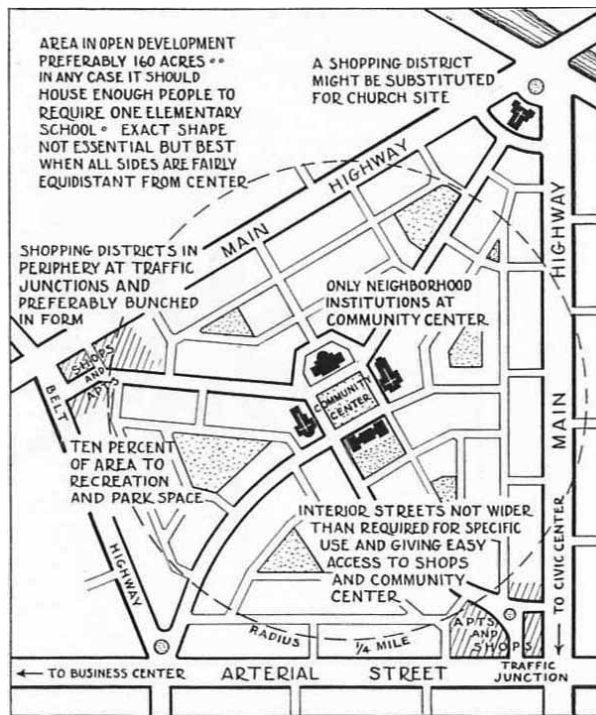 AREA IN OPEN DEVELOPMENT
PREFERABLY 160 ACRES • •
IN ANY CASE IT SHOULD
HOUSE ENOUGH PEOPLE TO
REQUIRE ONE ELEMENTARY
SCHOOL • EXACT SHAPE
NOT ESSENTIAL BUT BEST
WHEN ALL SIDES ARE FAIRLY
EQUIDISTANT FROM CENTER
A SHOPPING DISTRICT
MIGHT BE SUBSTITUTED
FOR CHURCH SITE
MAIN HIGHWAY
HIGHWAY
MAIN
SHOPPING DISTRICTS IN
PERIPHERY AT TRAFFIC
JUNCTIONS AND
PREFERABLY BUNCHED
IN FORM
ONLY NEIGHBORHOOD
INSTITUTIONS AT
COMMUNITY CENTER
SHOPS
AND
APTS
BELT
HIGHWAY
COMMUNITY
CENTER
TEN PERCENT
OF AREA TO
RECREATION
AND PARK SPACE
INTERIOR STREETS NOT WIDER
THAN REQUIRED FOR SPECIFIC
USE AND GIVING EASY
ACCESS TO SHOPS
AND COMMUNITY
CENTER
TO CIVIC CENTER
RADIUS 1/4 MILE
APTS
AND
SHOPS
TRAFFIC
JUNCTION
← TO BUSINESS CENTER
ARTERIAL STREET